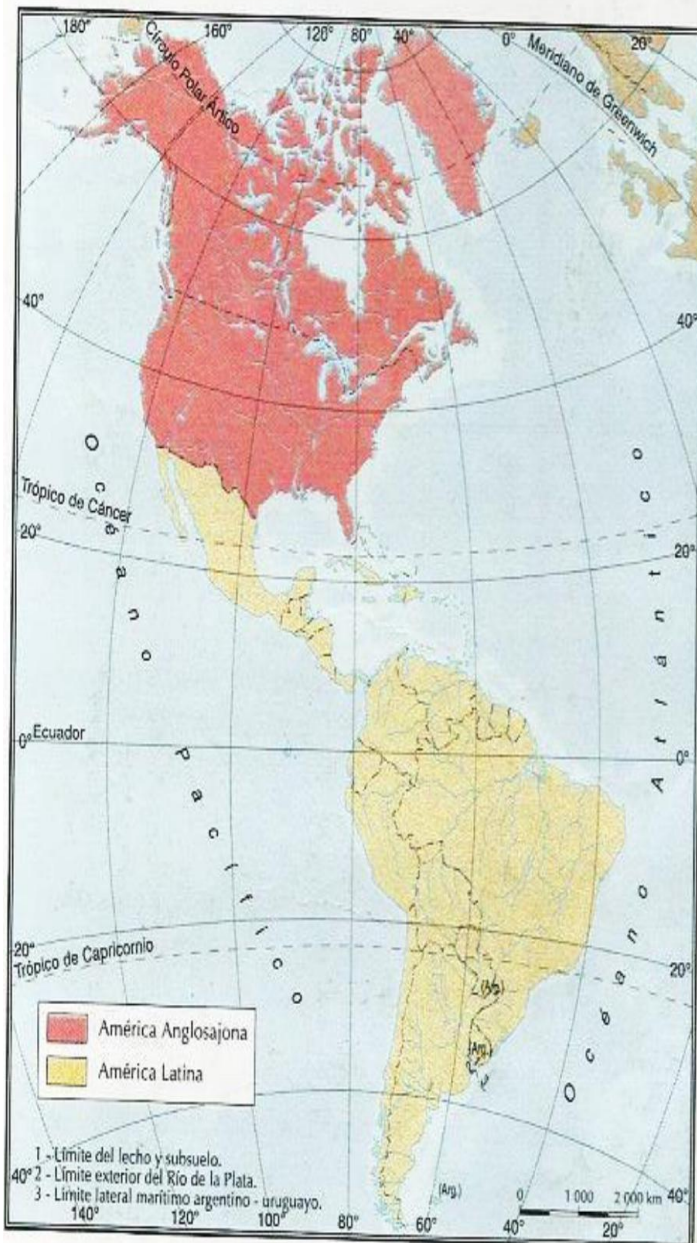 180° 160° 120° 80° 40° 0° 20°
Círculo Polar Ártico
Meridiano de Greenwich
40° 40°
Océano Pacífico
Océano Atlántico
Trópico de Cáncer
20° 20°
0° Ecuador 0°
20° Trópico de Capricornio 20°
(Arg.)
(Arg.)
América Anglosajona
América Latina
1 - Límite del lecho y subsuelo.
2 - Límite exterior del Río de la Plata.
3 - Límite lateral marítimo argentino - uruguayo.
40°
(Arg.)
0 1 000 2 000 km
140° 120° 100° 80° 60° 40° 20°